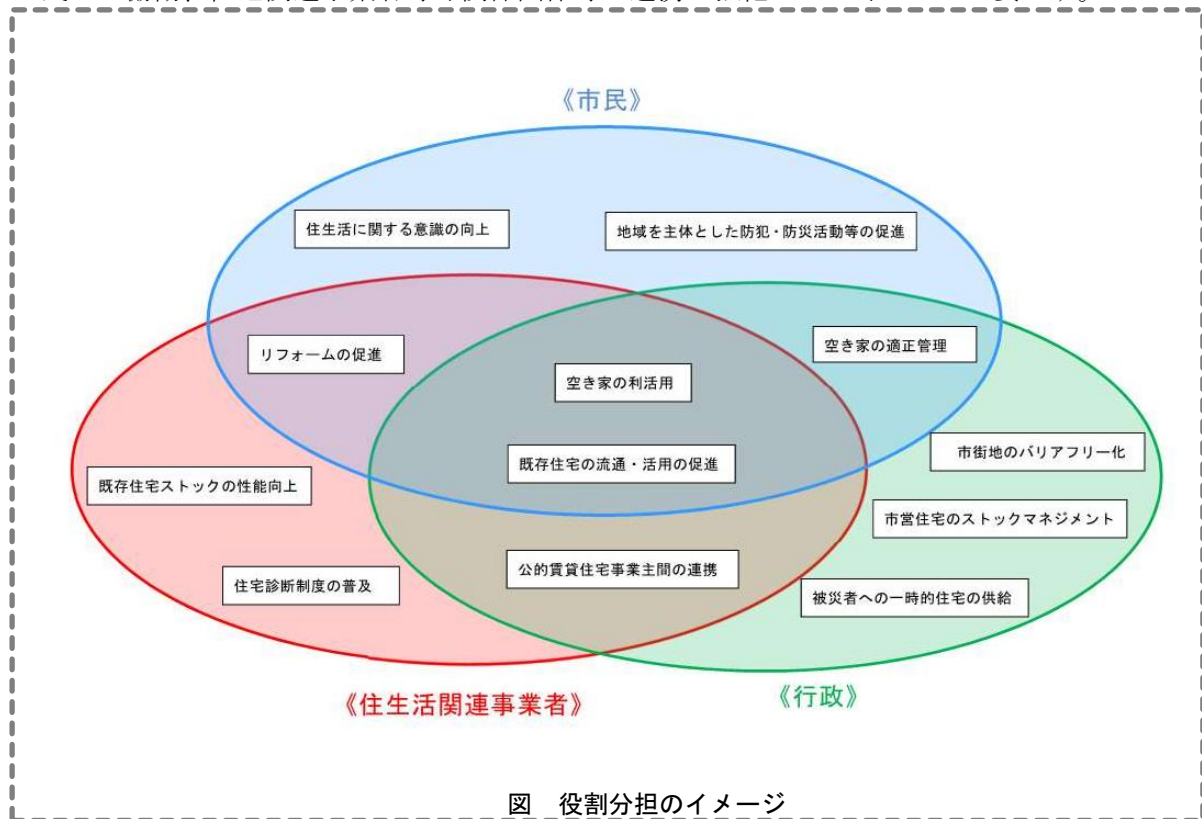 《市民》
住生活に関する意識の向上
地域を主体とした防犯・防災活動等の促進
リフォームの促進
空き家の適正管理
空き家の利活用
市街地のバリアフリー化
既存住宅の流通・活用の促進
既存住宅ストックの性能向上
市営住宅のストックマネジメント
公的賃貸住宅事業主間の連携
住宅診断制度の普及
被災者への一時的住宅の供給
《住生活関連事業者》
《行政》
図　役割分担のイメージ